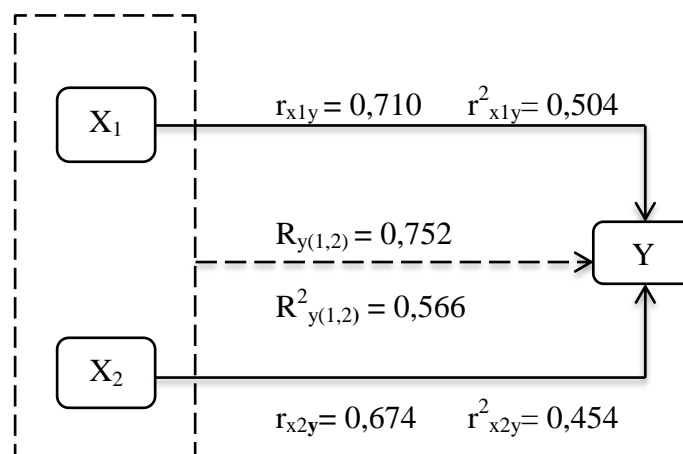 X₁
r_x1y = 0,710 r²_x1y = 0,504
R_y(1,2) = 0,752
Y
R²_y(1,2) = 0,566
X₂
r_x2y = 0,674 r²_x2y = 0,454